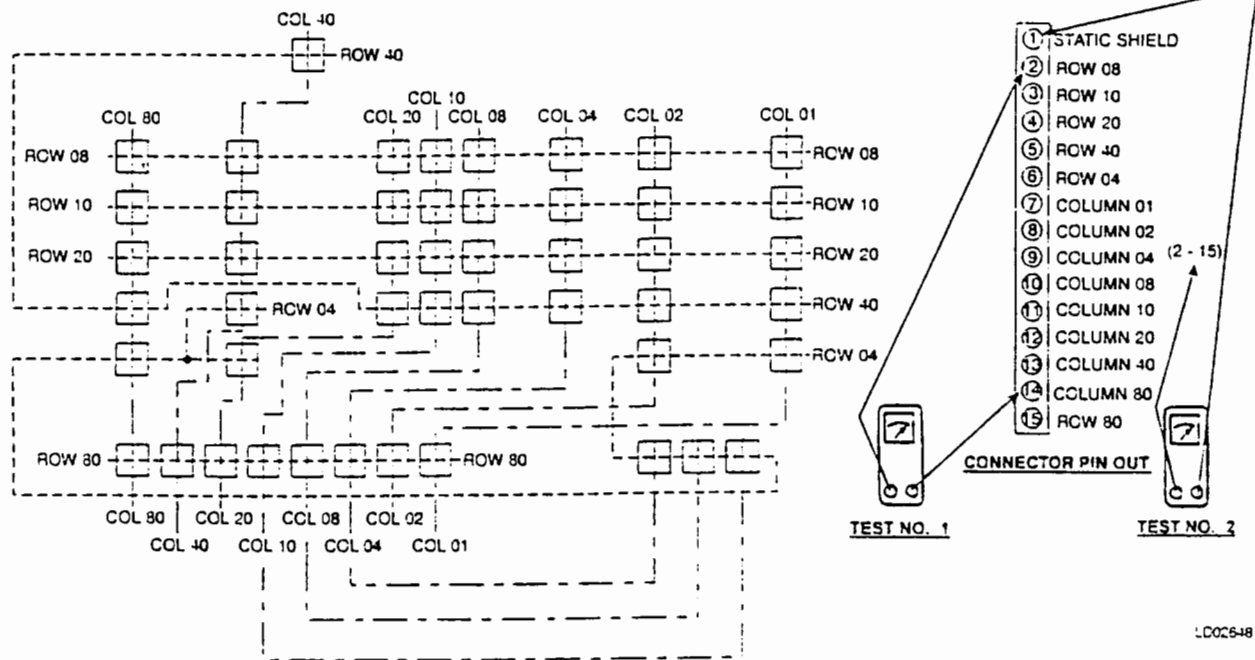 COL 40
ROW 40
COL 80
COL 20
COL 10
COL 08
COL 04
COL 02
COL 01
ROW 08
ROW 08
ROW 10
ROW 10
ROW 20
ROW 20
ROW 04
ROW 40
ROW 04
ROW 80
ROW 80
COL 80
COL 20
COL 08
COL 02
COL 40
COL 10
COL 04
COL 01
1 STATIC SHIELD
2 ROW 08
3 ROW 10
4 ROW 20
5 ROW 40
6 ROW 04
7 COLUMN 01
8 COLUMN 02
9 COLUMN 04
10 COLUMN 08
11 COLUMN 10
12 COLUMN 20
13 COLUMN 40
14 COLUMN 80
15 ROW 80
(2 - 15)
CONNECTOR PIN OUT
TEST NO. 1
TEST NO. 2
LD02648